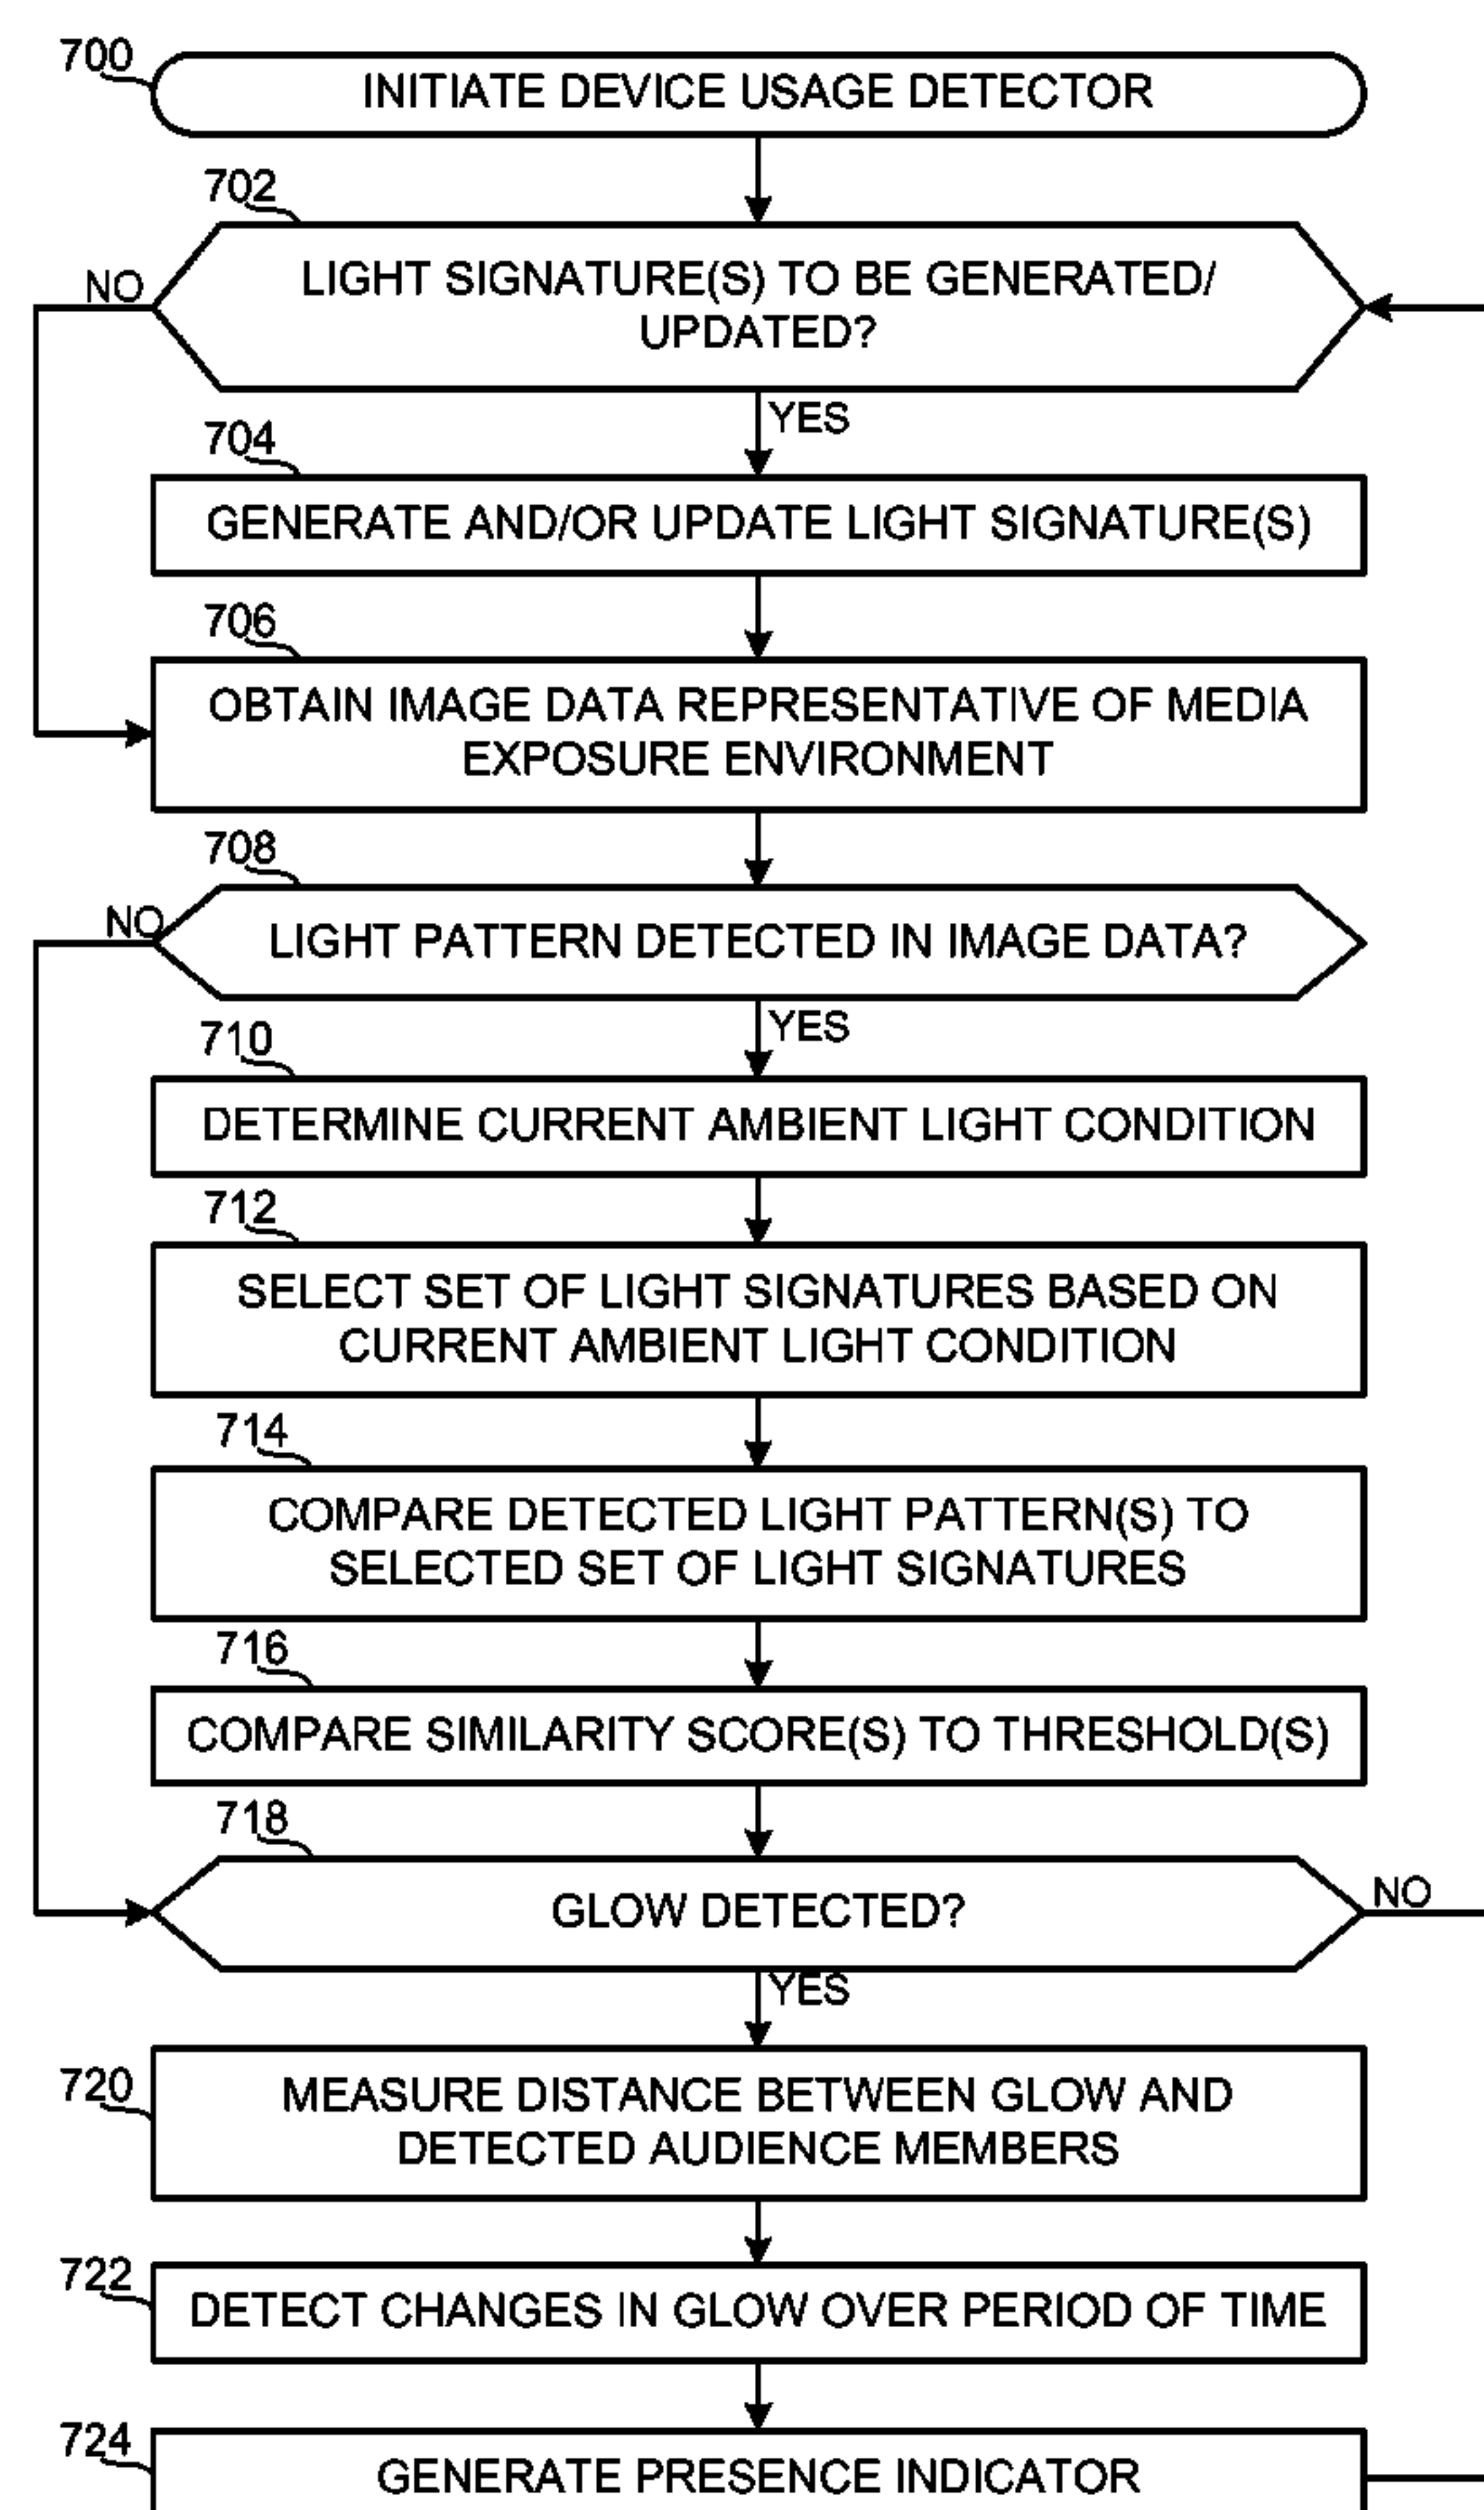 700
INITIATE DEVICE USAGE DETECTOR
702
NO
LIGHT SIGNATURE(S) TO BE GENERATED/
UPDATED?
YES
704
GENERATE AND/OR UPDATE LIGHT SIGNATURE(S)
706
OBTAIN IMAGE DATA REPRESENTATIVE OF MEDIA
EXPOSURE ENVIRONMENT
708
NO
LIGHT PATTERN DETECTED IN IMAGE DATA?
YES
710
DETERMINE CURRENT AMBIENT LIGHT CONDITION
712
SELECT SET OF LIGHT SIGNATURES BASED ON
CURRENT AMBIENT LIGHT CONDITION
714
COMPARE DETECTED LIGHT PATTERN(S) TO
SELECTED SET OF LIGHT SIGNATURES
716
COMPARE SIMILARITY SCORE(S) TO THRESHOLD(S)
718
GLOW DETECTED?
NO
YES
720
MEASURE DISTANCE BETWEEN GLOW AND
DETECTED AUDIENCE MEMBERS
722
DETECT CHANGES IN GLOW OVER PERIOD OF TIME
724
GENERATE PRESENCE INDICATOR